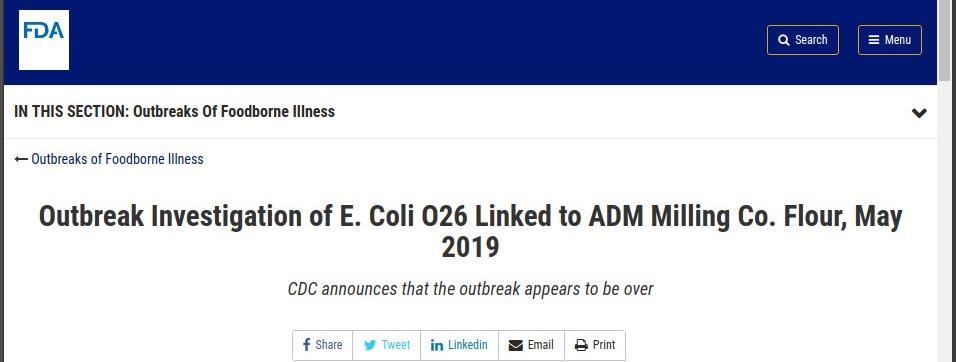 FDA
Search
Menu
IN THIS SECTION: Outbreaks Of Foodborne Illness
Outbreaks of Foodborne Illness
Outbreak Investigation of E. Coli O26 Linked to ADM Milling Co. Flour, May
2019
CDC announces that the outbreak appears to be over
Share
Tweet
Linkedin
Email
Print